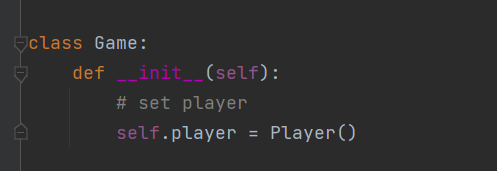 class Game:
    def __init__(self):
        # set player
        self.player = Player()